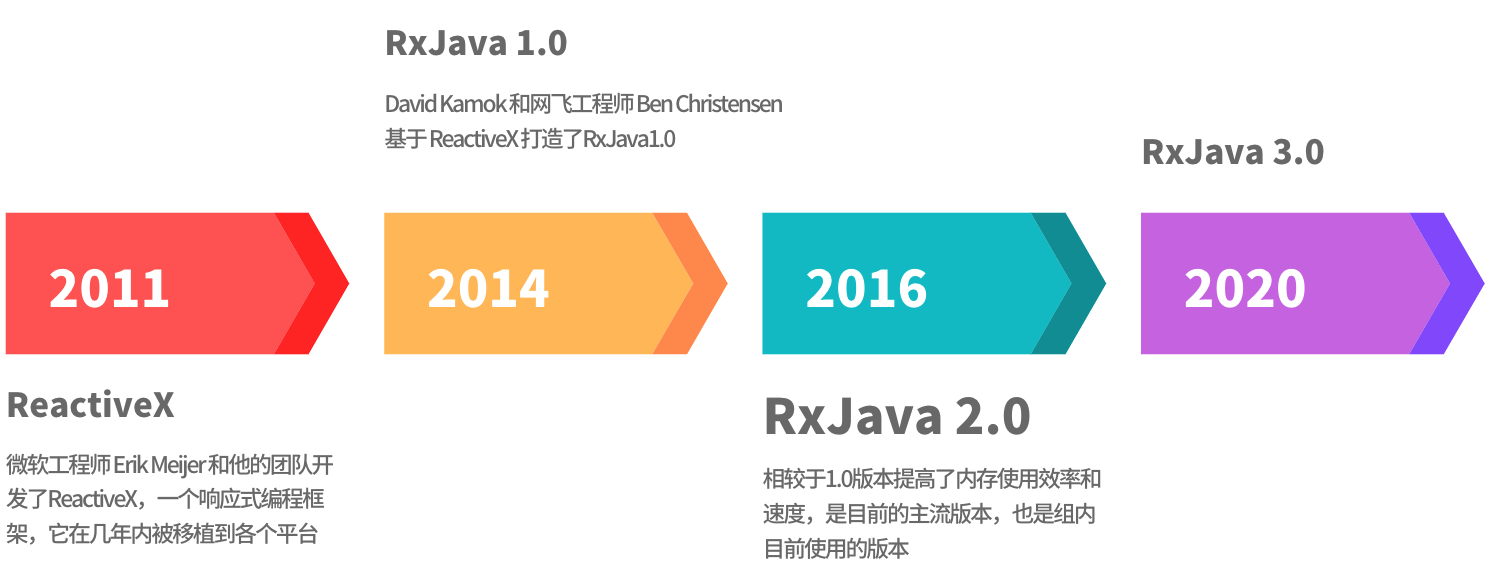 RxJava 1.0
David Kamok 和网飞工程师 Ben Christensen
基于 ReactiveX 打造了RxJava1.0
RxJava 3.0
2011
2014
2016
2020
ReactiveX
微软工程师 Erik Meijer 和他的团队开
发了ReactiveX，一个响应式编程框
架，它在几年内被移植到各个平台
RxJava 2.0
相较于1.0版本提高了内存使用效率和
速度，是目前的主流版本，也是组内
目前使用的版本